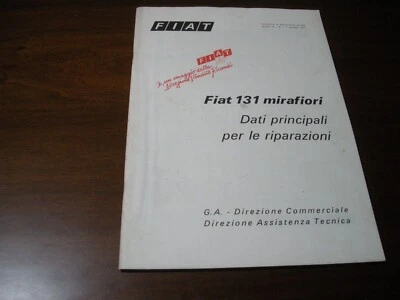 FIAT
FIAT
Fiat 131 mirafiori
Dati principali
per le riparazioni
G.A. - Direzione Commerciale
Direzione Assistenza Tecnica